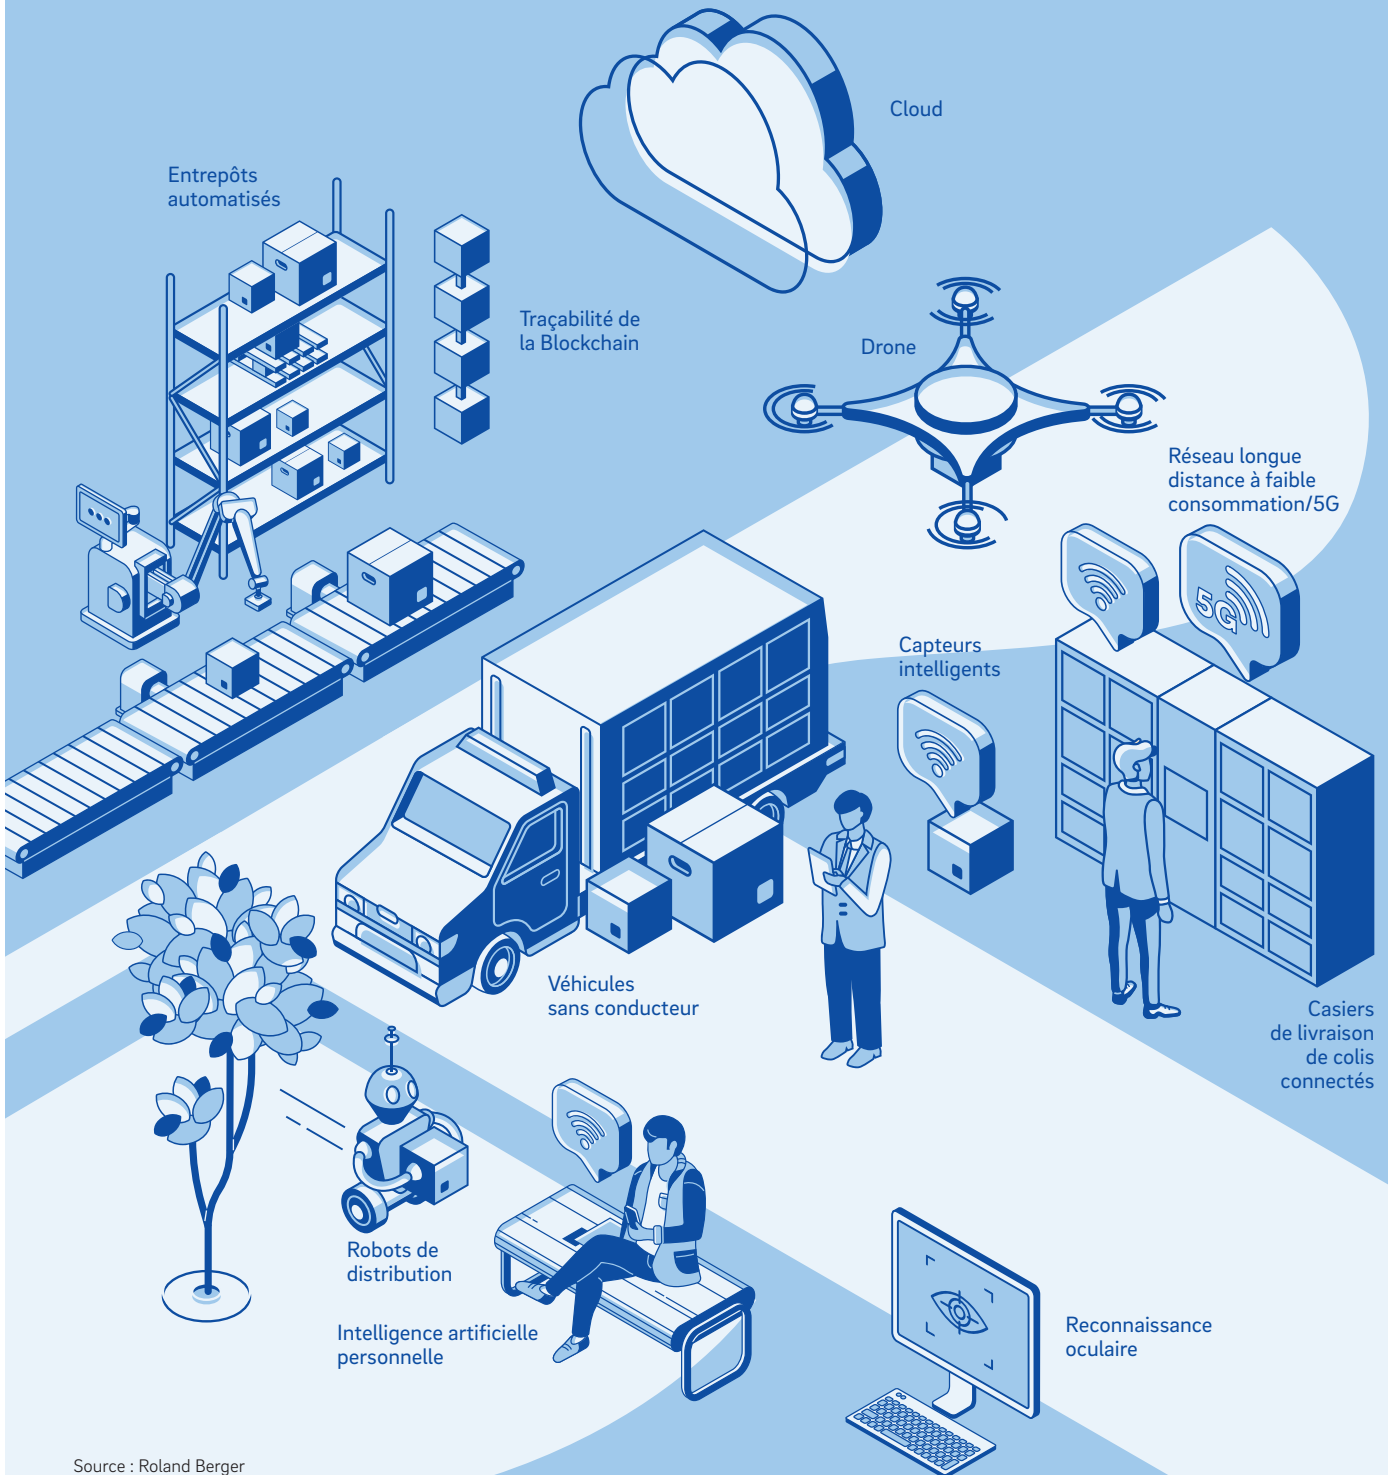 Cloud
Entrepôts
automatisés
Traçabilité de
la Blockchain
Drone
Réseau longue
distance à faible
consommation/5G
5G
Capteurs
intelligents
Véhicules
sans conducteur
Casiers
de livraison
de colis
connectés
Robots de
distribution
Intelligence artificielle
personnelle
Reconnaissance
oculaire
Source : Roland Berger